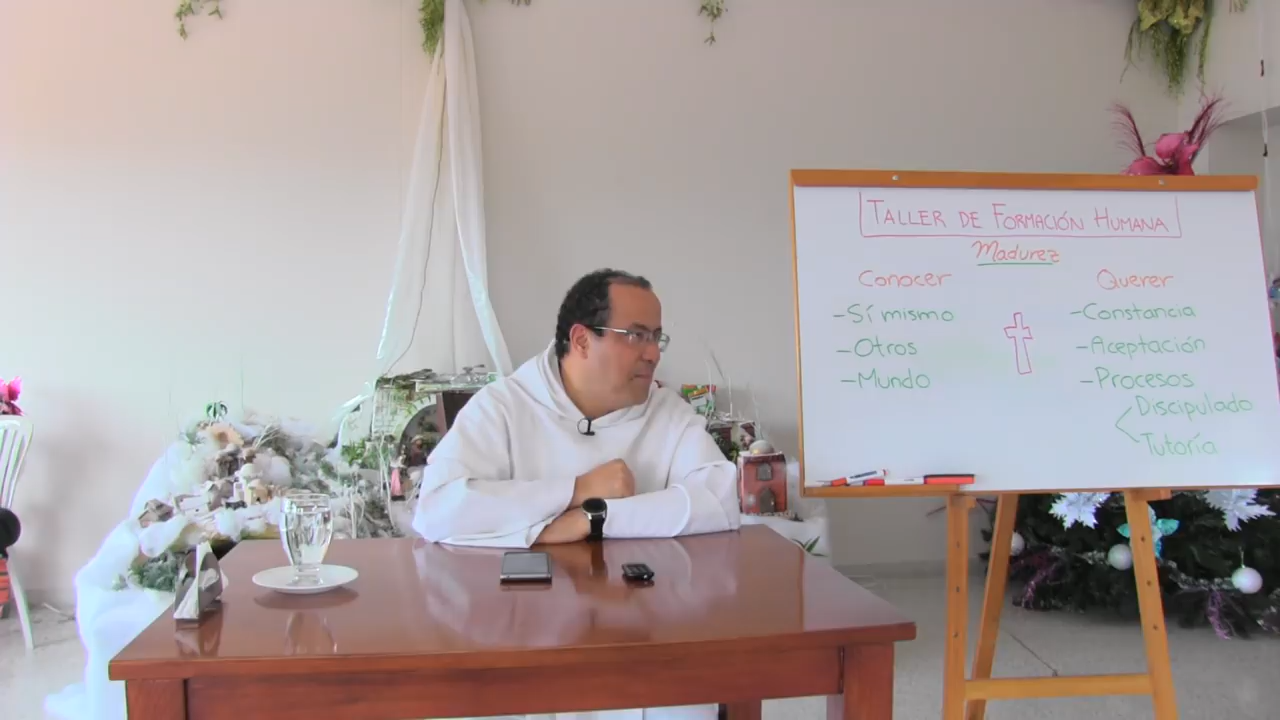 TALLER DE FORMACIÓN HUMANA
Madurez
Conocer
- Sí mismo
- Otros
- Mundo
Querer
- Constancia
- Aceptación
- Procesos
Discipulado
Tutoría